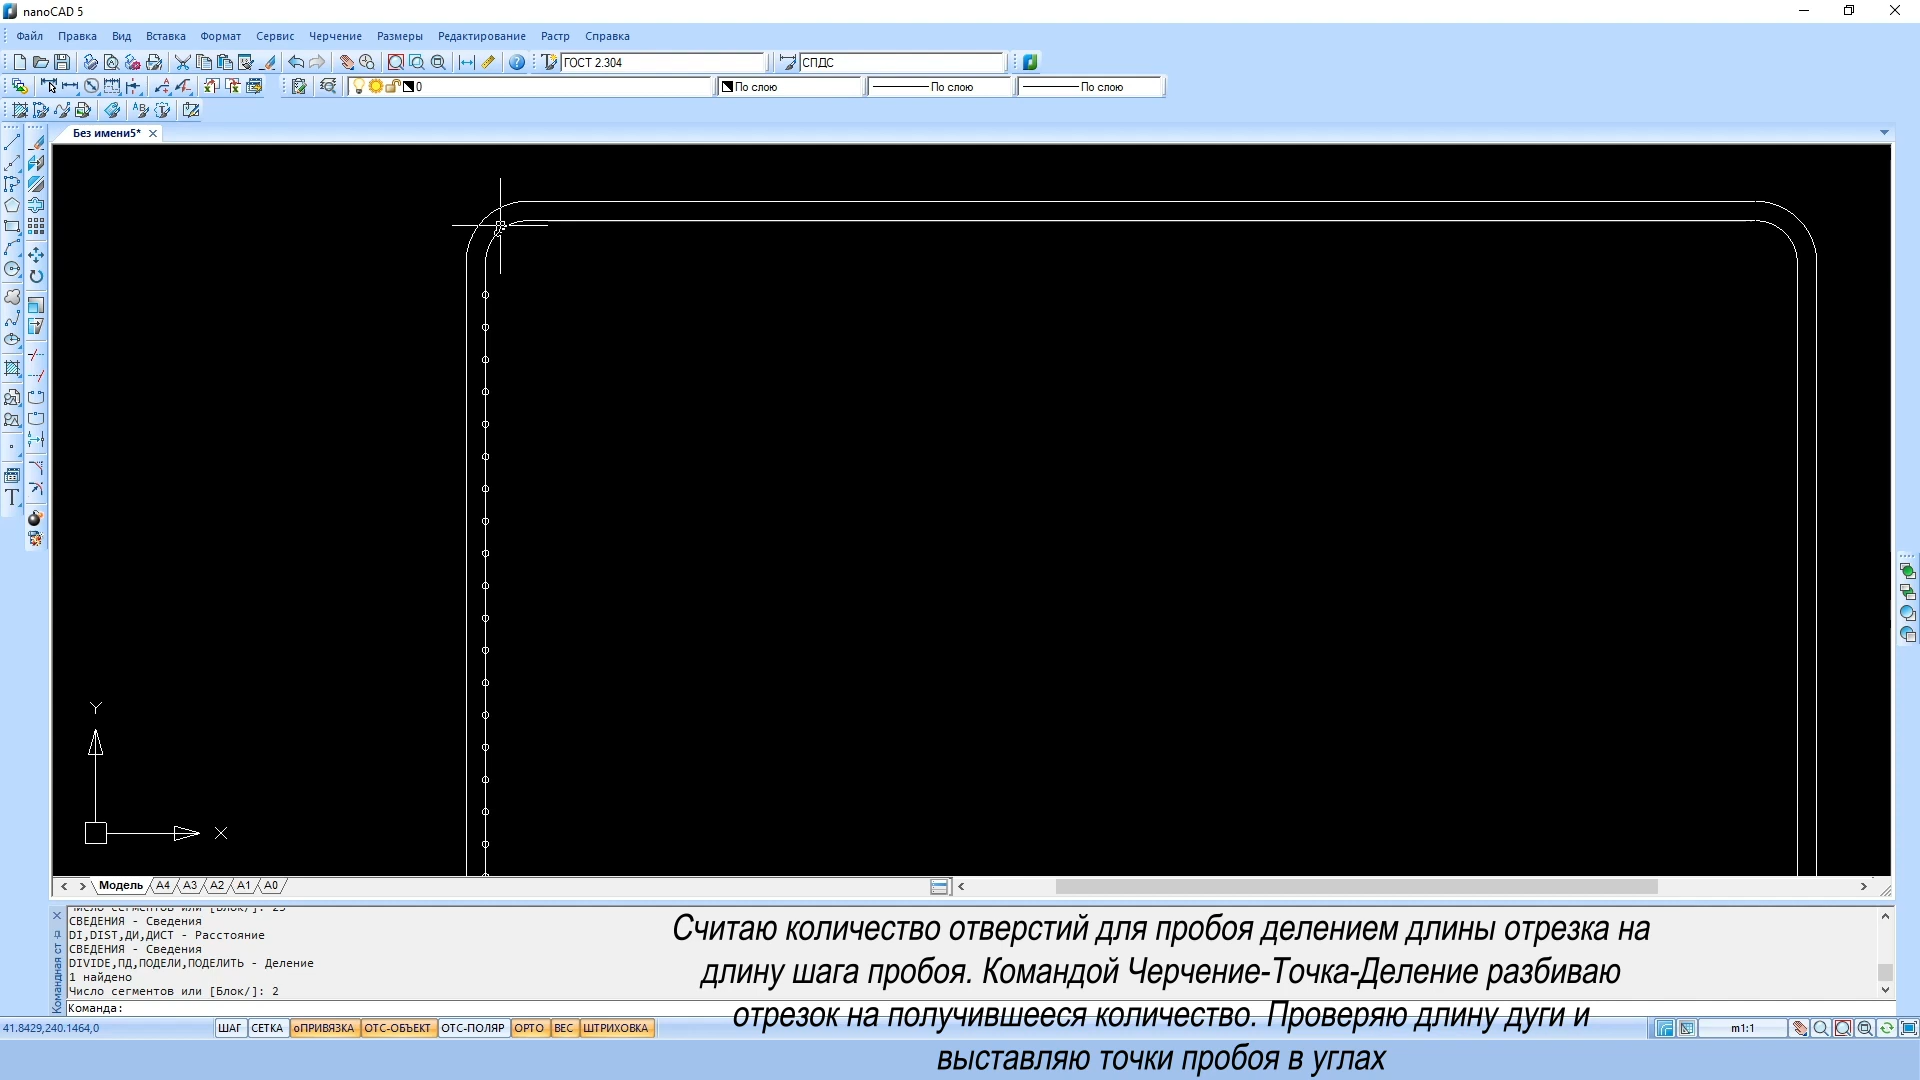 nanoCAD 5
Файл Правка Вид Вставка Формат Сервис Черчение Размеры Редактирование Растр Справка
ГОСТ 2.304 СПДС
0 По слою По слою По слою
Без имени5*
Y
X
Модель A4 A3 A2 A1 A0
Число сегментов или [Блок/]: 25
СВЕДЕНИЯ - Сведения
DI,DIST,ДИ,ДИСТ - Расстояние
СВЕДЕНИЯ - Сведения
DIVIDE,ПД,ПОДЕЛИ,ПОДЕЛИТЬ - Деление
1 найдено
Число сегментов или [Блок/]: 2
Команда:
Считаю количество отверстий для пробоя делением длины отрезка на
длину шага пробоя. Командой Черчение-Точка-Деление разбиваю
отрезок на получившееся количество. Проверяю длину дуги и
выставляю точки пробоя в углах
41.8429,240.1464,0 ШАГ СЕТКА оПРИВЯЗКА ОТС-ОБЪЕКТ ОТС-ПОЛЯР ОРТО ВЕС ШТРИХОВКА m1:1